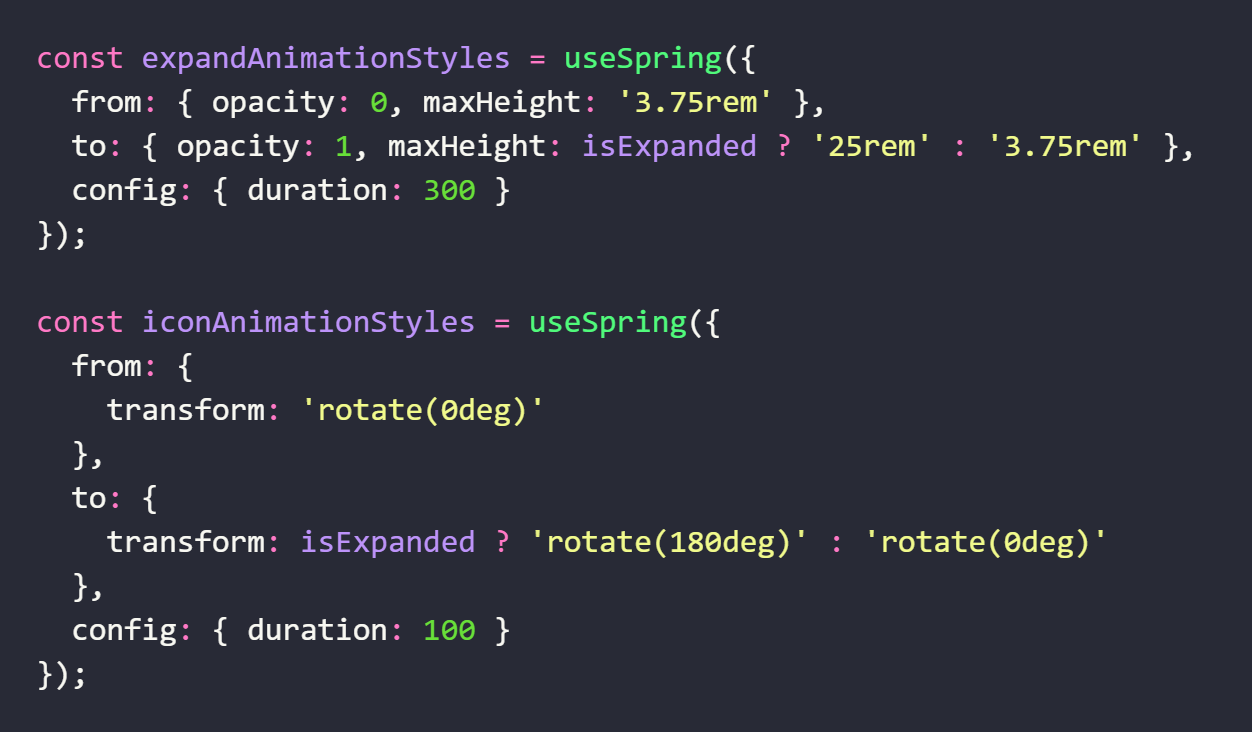 const expandAnimationStyles = useSpring({
  from: { opacity: 0, maxHeight: '3.75rem' },
  to: { opacity: 1, maxHeight: isExpanded ? '25rem' : '3.75rem' },
  config: { duration: 300 }
});

const iconAnimationStyles = useSpring({
  from: {
    transform: 'rotate(0deg)'
  },
  to: {
    transform: isExpanded ? 'rotate(180deg)' : 'rotate(0deg)'
  },
  config: { duration: 100 }
});